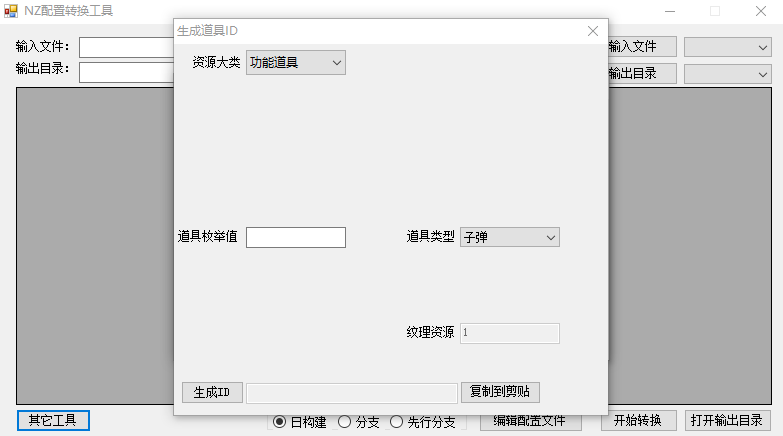 NZ配置转换工具
生成道具ID
输入文件:
输入文件
资源大类 功能道具
输出目录:
输出目录
道具枚举值
道具类型 子弹
纹理资源 1
生成ID
复制到剪贴
其它工具
日构建 分支 先行分支
编辑配置文件
开始转换
打开输出目录